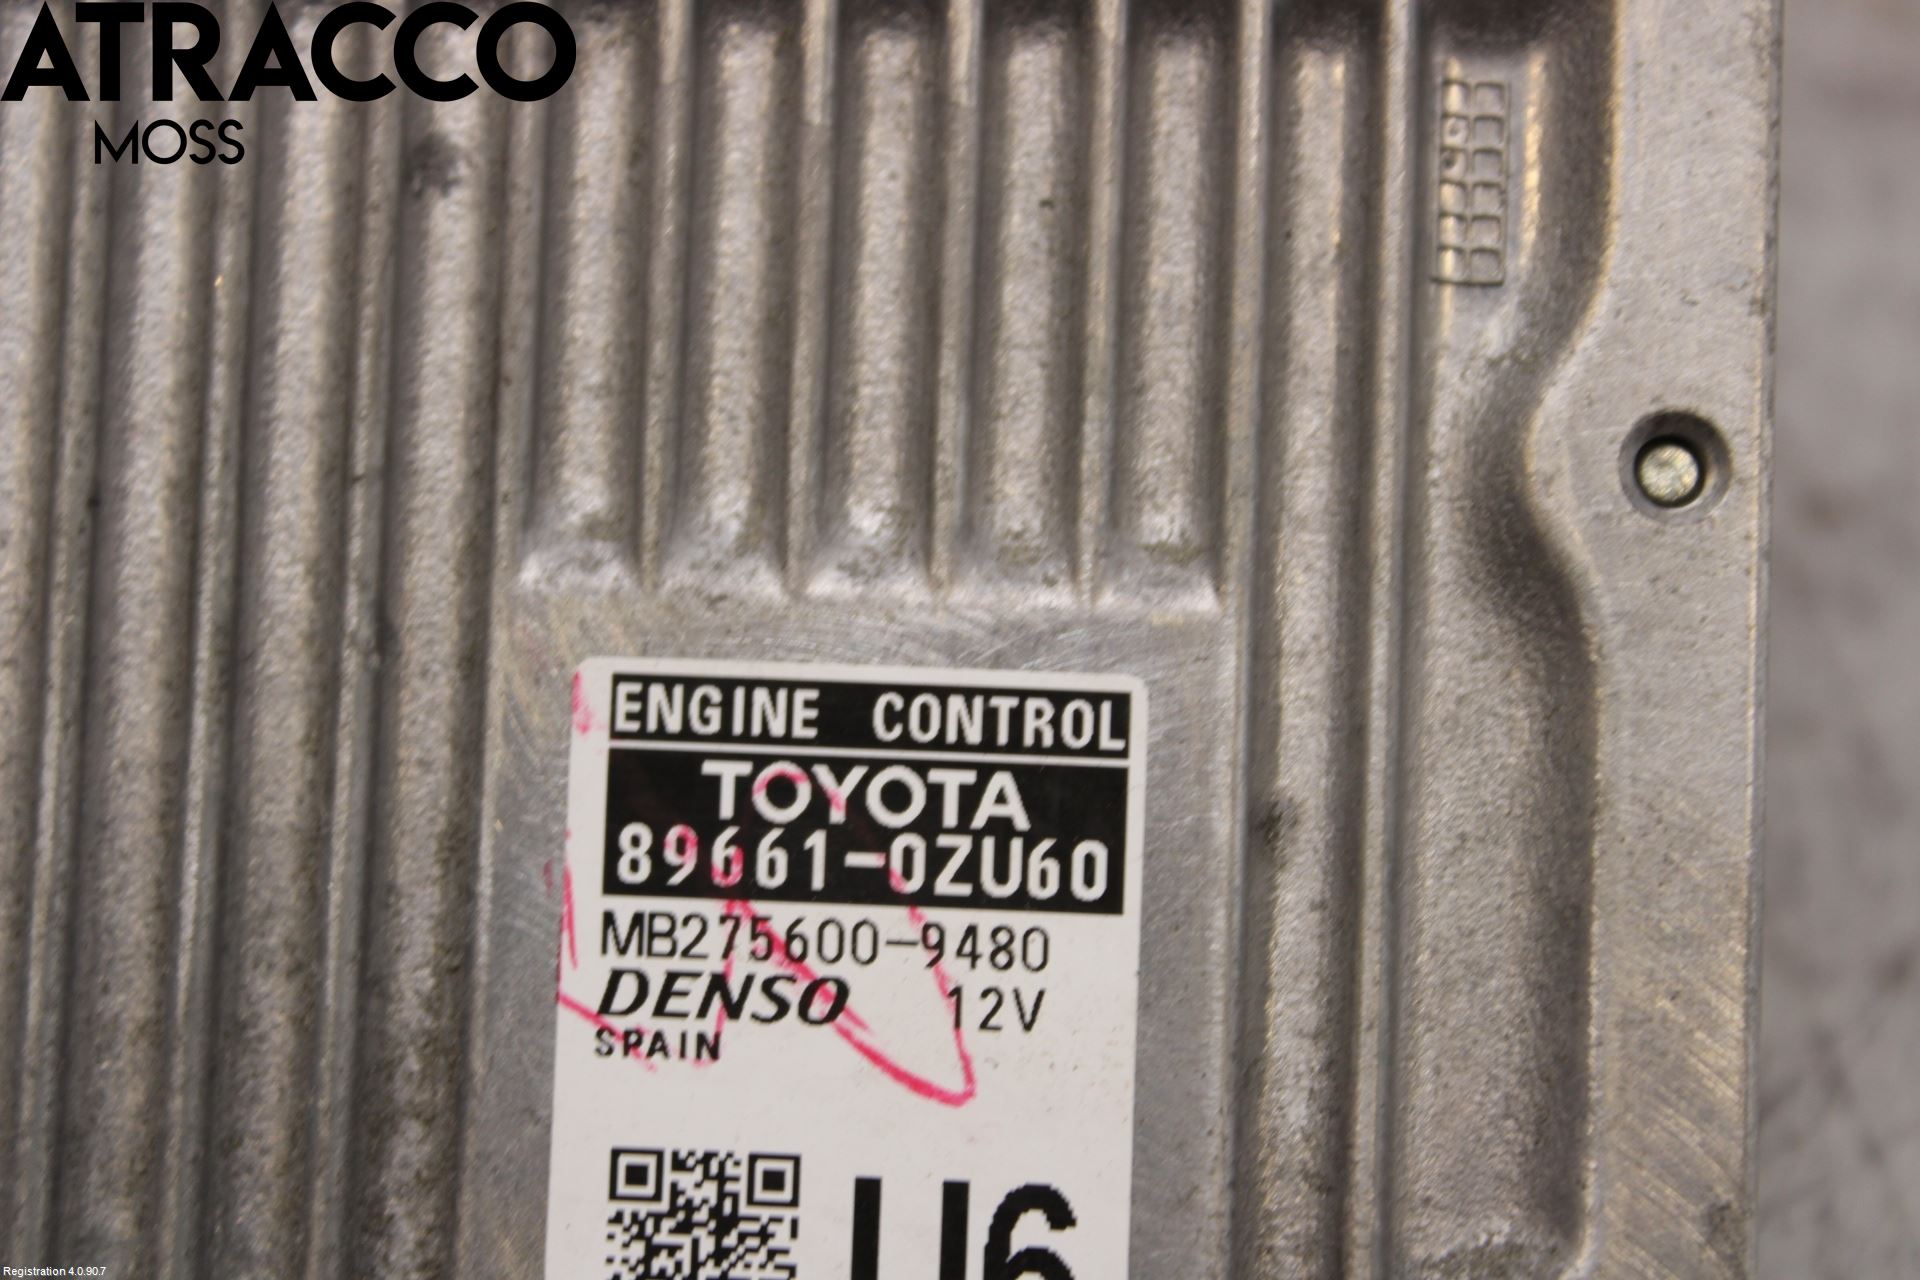 ATRACCO
MOSS
ENGINE CONTROL
TOYOTA
89661-0ZU60
MB275600-9480
DENSO 12V
SPAIN
U6
Registration 4.0.90.7